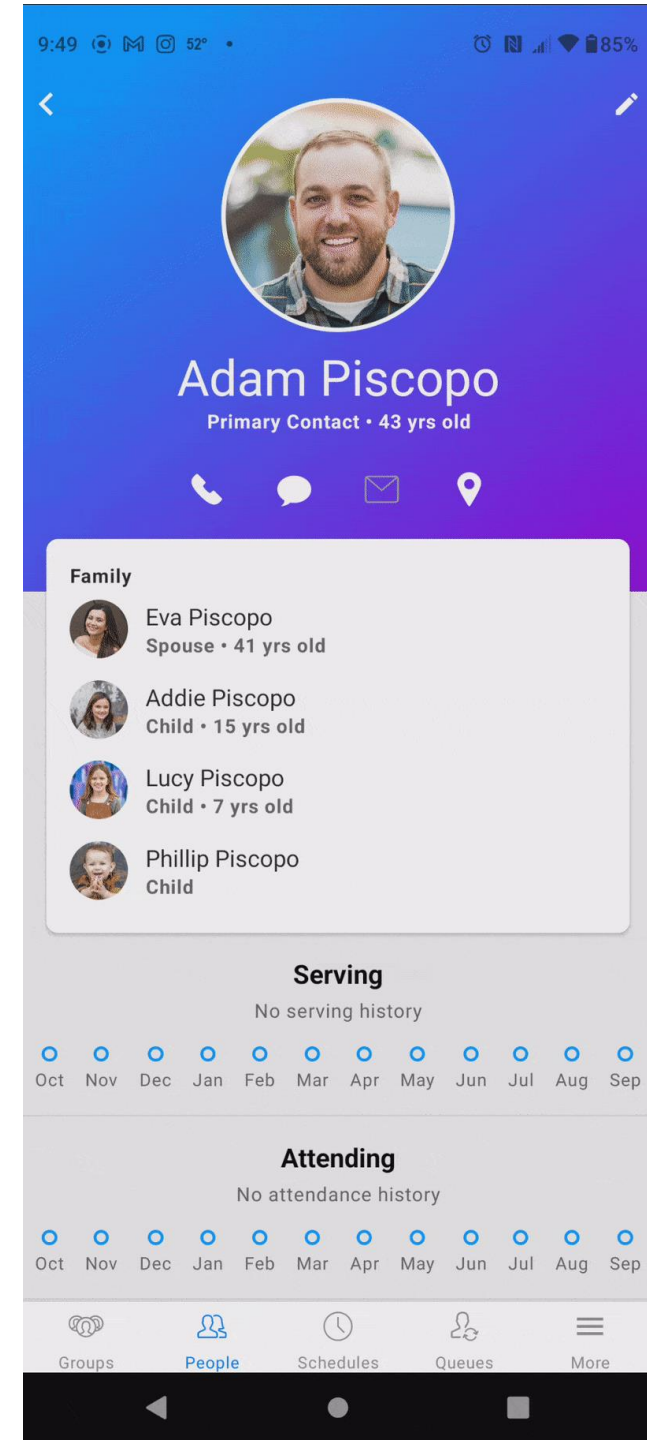 9:49 52° • 85%
Adam Piscopo
Primary Contact • 43 yrs old
Family
Eva Piscopo
Spouse • 41 yrs old
Addie Piscopo
Child • 15 yrs old
Lucy Piscopo
Child • 7 yrs old
Phillip Piscopo
Child
Serving
No serving history
Oct Nov Dec Jan Feb Mar Apr May Jun Jul Aug Sep
Attending
No attendance history
Oct Nov Dec Jan Feb Mar Apr May Jun Jul Aug Sep
Groups People Schedules Queues More